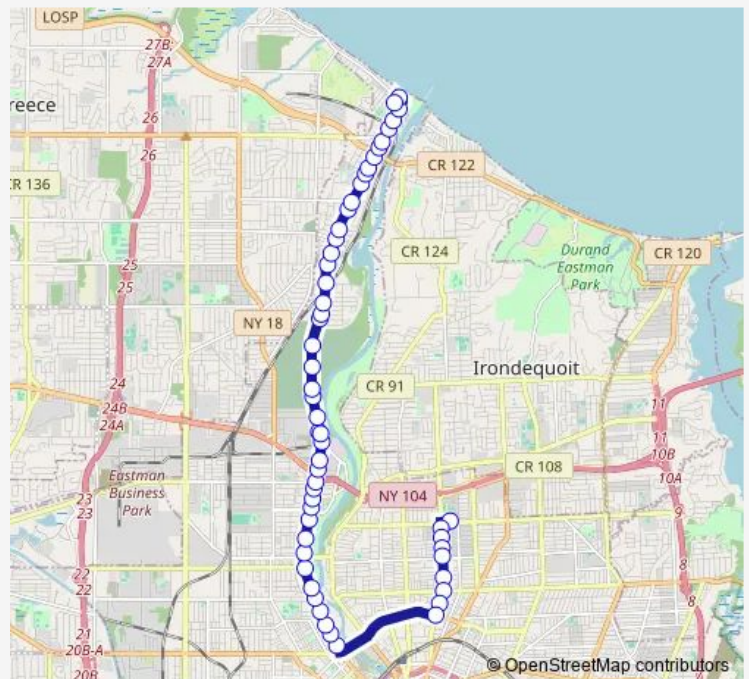 LOSP
27B;
27A
reece
26
26
CR 136
CR 122
CR 124
Durand
Eastman
Park
CR 120
25
25
NY 18
Irondequoit
CR 91
24
24B
24A
11
11
10B
10A
CR 108
Eastman
Business
Park
NY 104
23
23
9
22
22
8
8
21
20B-A
© OpenStreetMap contributors